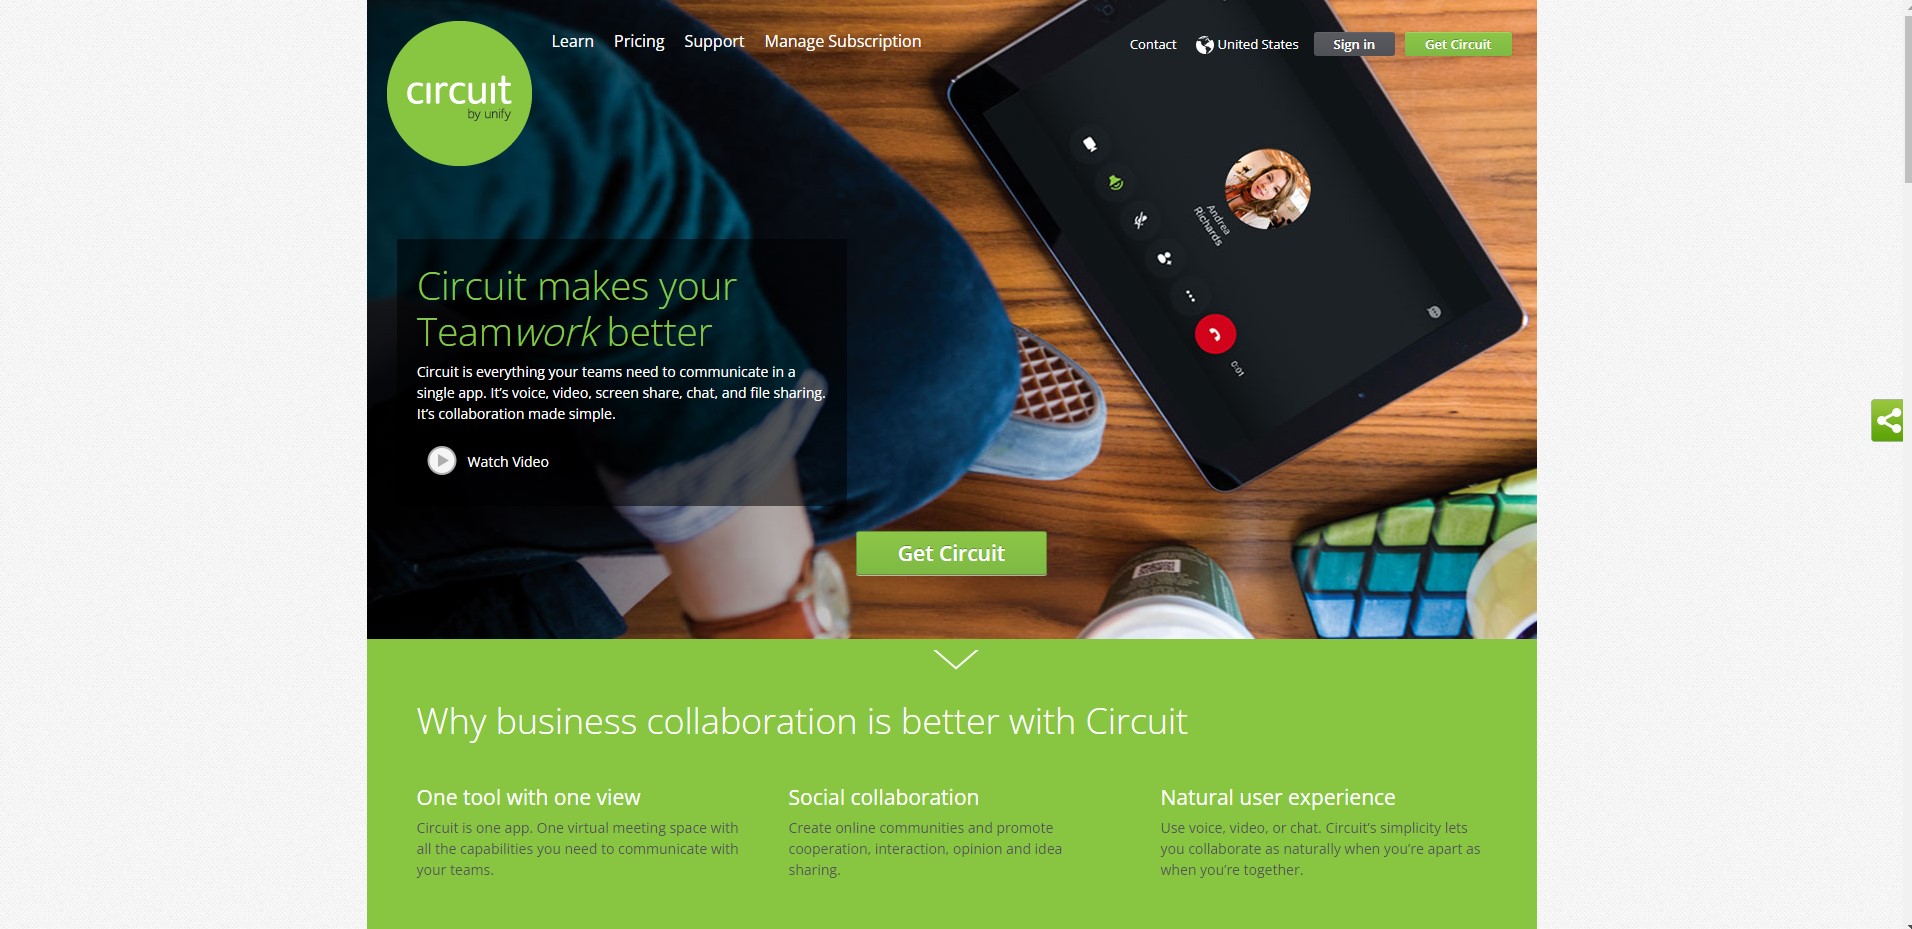 circuit
by unify
Learn Pricing Support Manage Subscription
Contact United States Sign in Get Circuit
Andrea
Richards
0:01
Circuit makes your
Teamwork better
Circuit is everything your teams need to communicate in a
single app. It’s voice, video, screen share, chat, and file sharing.
It’s collaboration made simple.
Watch Video
Get Circuit
Why business collaboration is better with Circuit
One tool with one view
Circuit is one app. One virtual meeting space with
all the capabilities you need to communicate with
your teams.
Social collaboration
Create online communities and promote
cooperation, interaction, opinion and idea
sharing.
Natural user experience
Use voice, video, or chat. Circuit’s simplicity lets
you collaborate as naturally when you’re apart as
when you’re together.